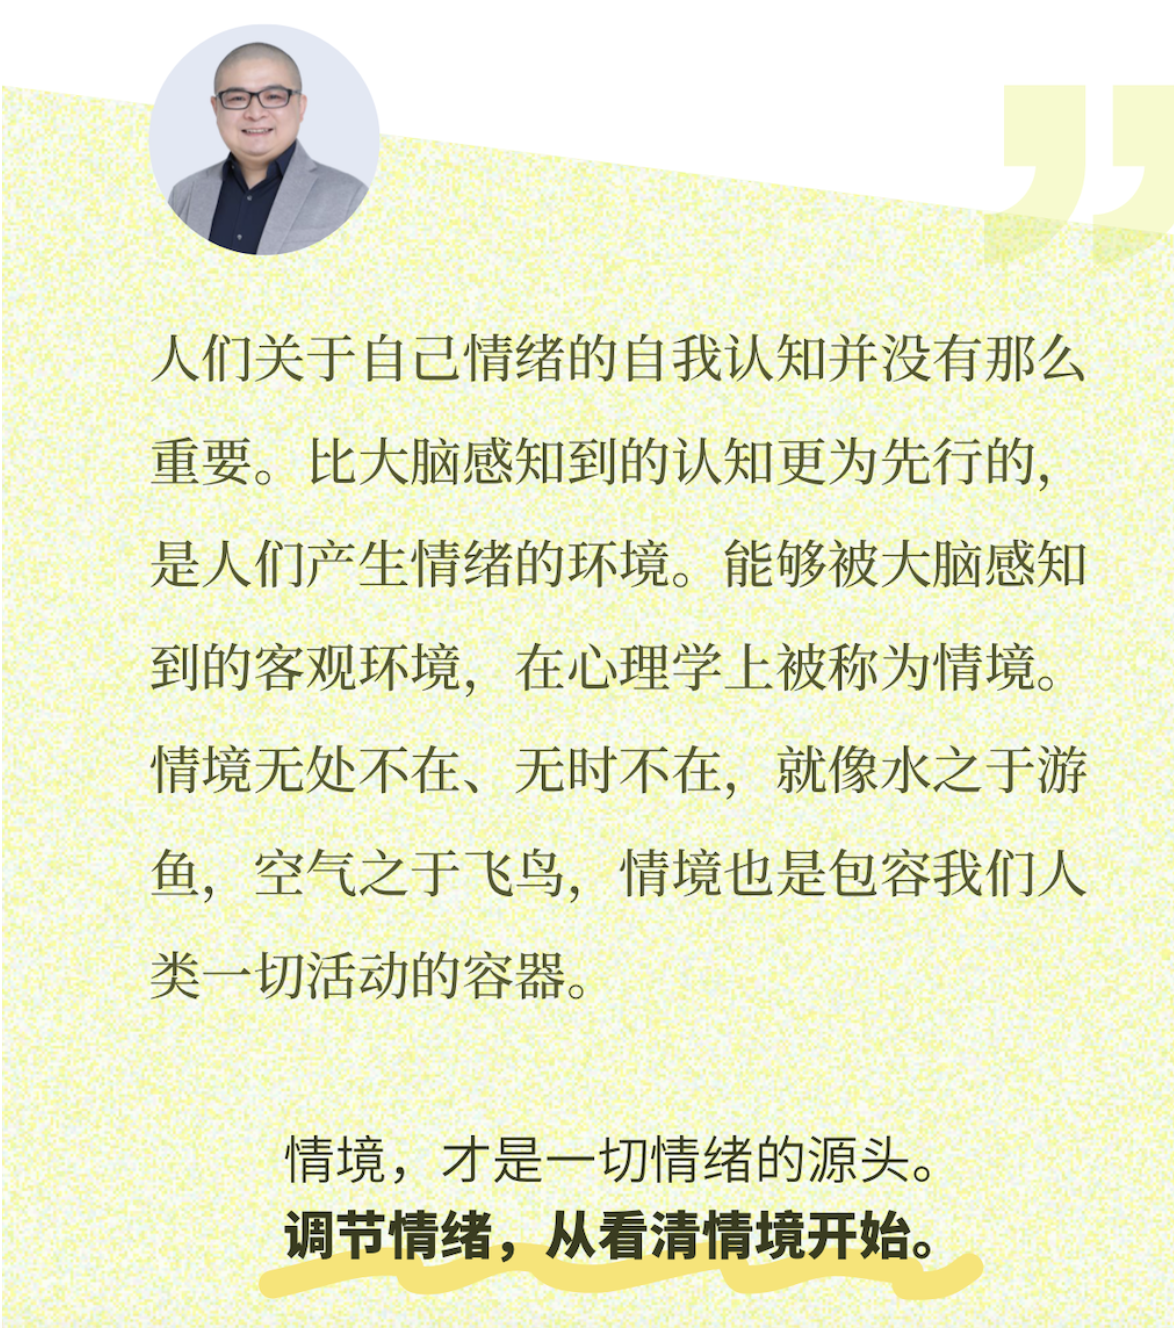 人们关于自己情绪的自我认知并没有那么
重要。比大脑感知到的认知更为先行的，
是人们产生情绪的环境。能够被大脑感知
到的客观环境，在心理学上被称为情境。
情境无处不在、无时不在，就像水之于游
鱼，空气之于飞鸟，情境也是包容我们人
类一切活动的容器。
情境，才是一切情绪的源头。
调节情绪，从看清情境开始。